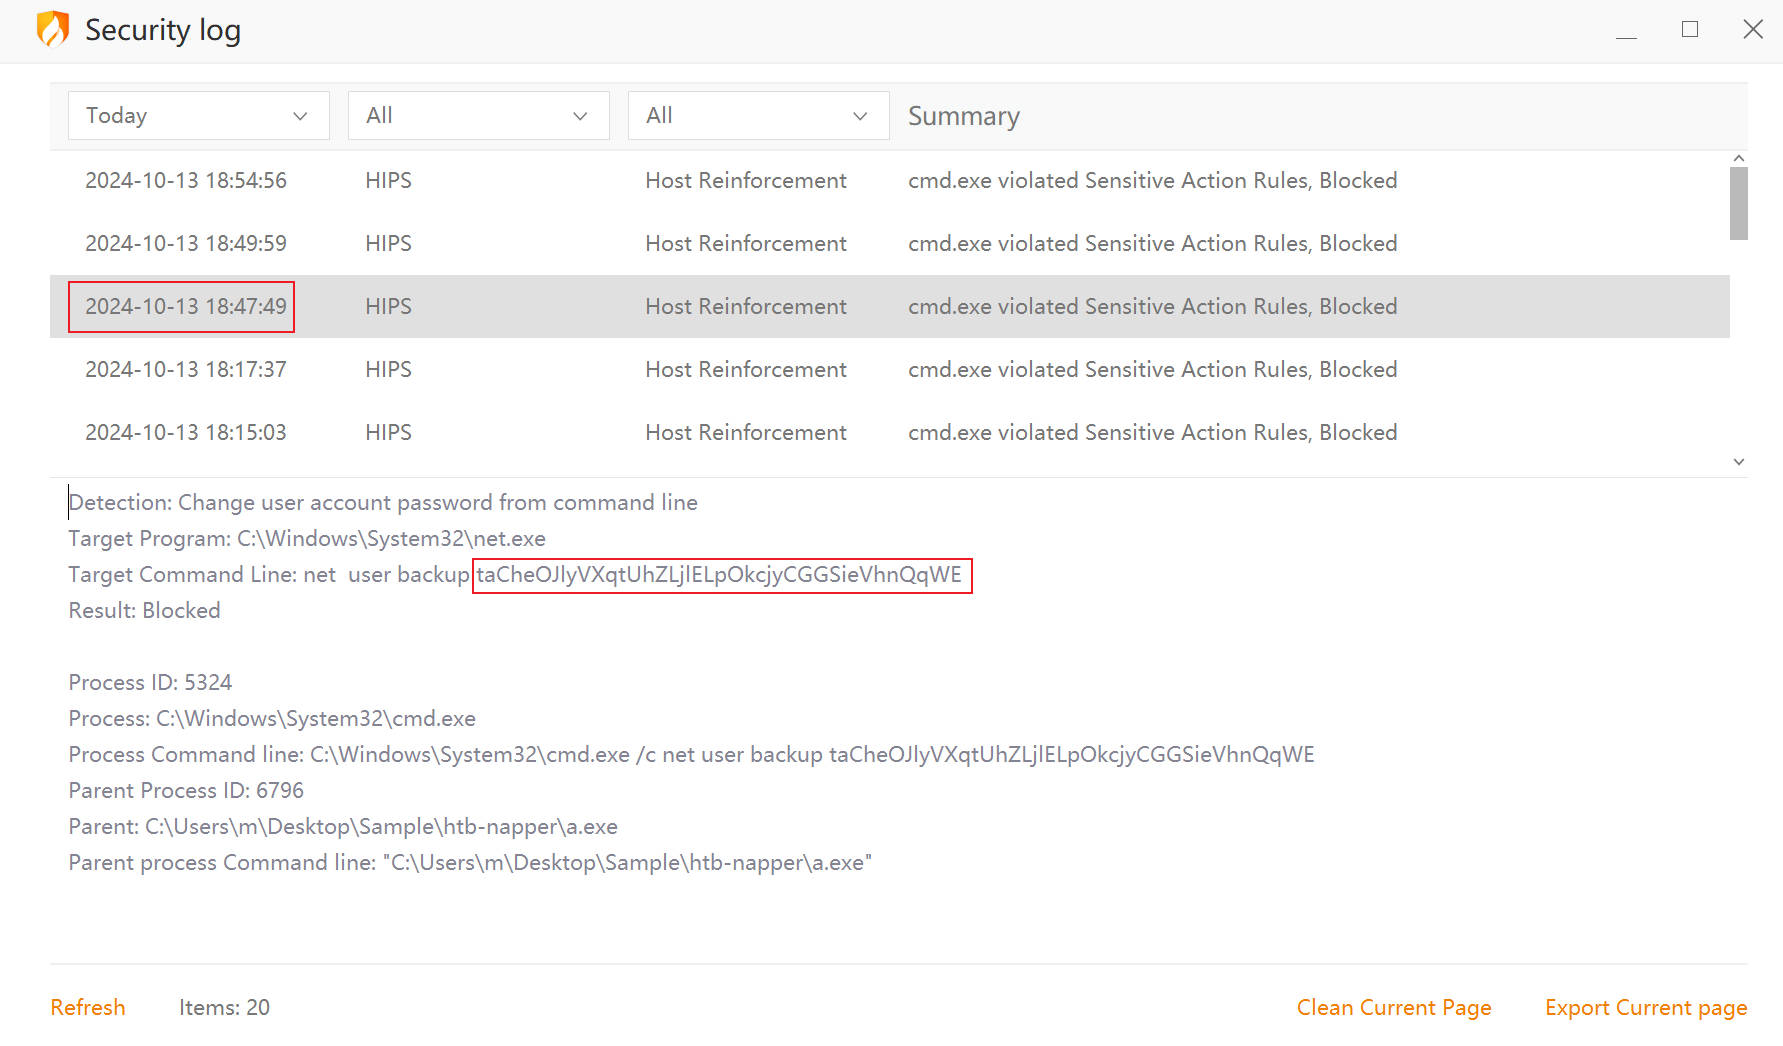 Security log
Today All All Summary
2024-10-13 18:54:56 HIPS Host Reinforcement cmd.exe violated Sensitive Action Rules, Blocked
2024-10-13 18:49:59 HIPS Host Reinforcement cmd.exe violated Sensitive Action Rules, Blocked
2024-10-13 18:47:49 HIPS Host Reinforcement cmd.exe violated Sensitive Action Rules, Blocked
2024-10-13 18:17:37 HIPS Host Reinforcement cmd.exe violated Sensitive Action Rules, Blocked
2024-10-13 18:15:03 HIPS Host Reinforcement cmd.exe violated Sensitive Action Rules, Blocked
Detection: Change user account password from command line
Target Program: C:\Windows\System32\net.exe
Target Command Line: net  user backup taCheOJlyVXqtUhZLjlELpOkcjyCGGSieVhnQqWE
Result: Blocked
Process ID: 5324
Process: C:\Windows\System32\cmd.exe
Process Command line: C:\Windows\System32\cmd.exe /c net user backup taCheOJlyVXqtUhZLjlELpOkcjyCGGSieVhnQqWE
Parent Process ID: 6796
Parent: C:\Users\m\Desktop\Sample\htb-napper\a.exe
Parent process Command line: "C:\Users\m\Desktop\Sample\htb-napper\a.exe"
Refresh Items: 20 Clean Current Page Export Current page